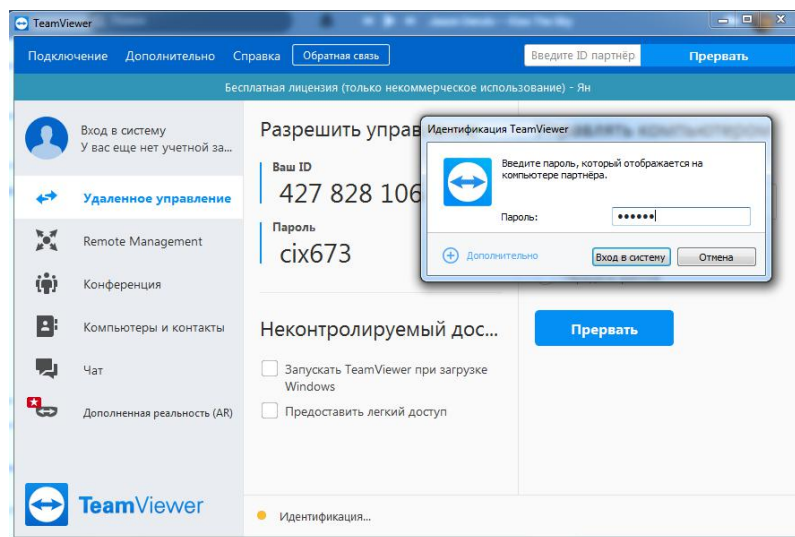 TeamViewer
Подключение Дополнительно Справка Обратная связь Введите ID партнёр Прервать
Бесплатная лицензия (только некоммерческое использование) - Ян
Вход в систему
У вас еще нет учетной за...
Удаленное управление
Remote Management
Конференция
Компьютеры и контакты
Чат
Дополненная реальность (AR)
TeamViewer
Разрешить управ
Ваш ID
427 828 106
Пароль
cix673
Неконтролируемый дос...
Запускать TeamViewer при загрузке
Windows
Предоставить легкий доступ
Идентификация...
Идентификация TeamViewer
Введите пароль, который отображается на
компьютере партнёра.
Пароль: ••••••
Дополнительно Вход в систему Отмена
Прервать